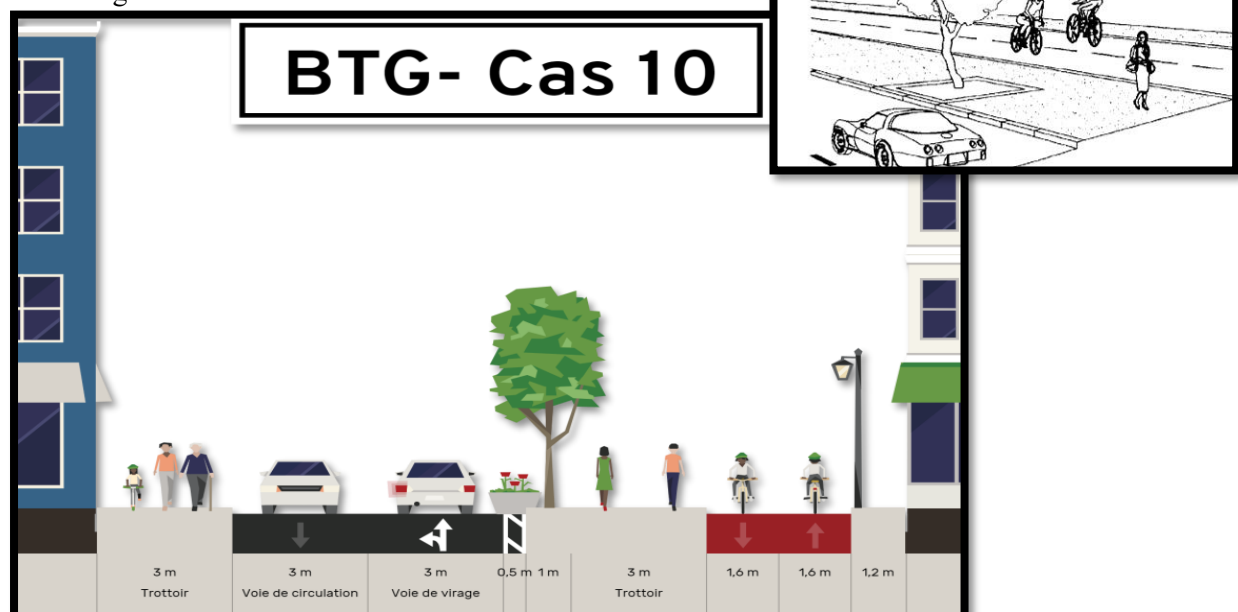 BTG- Cas 10
3 m 3 m 3 m 0,5 m 1 m 3 m 1,6 m 1,6 m 1,2 m
Trottoir Voie de circulation Voie de virage Trottoir